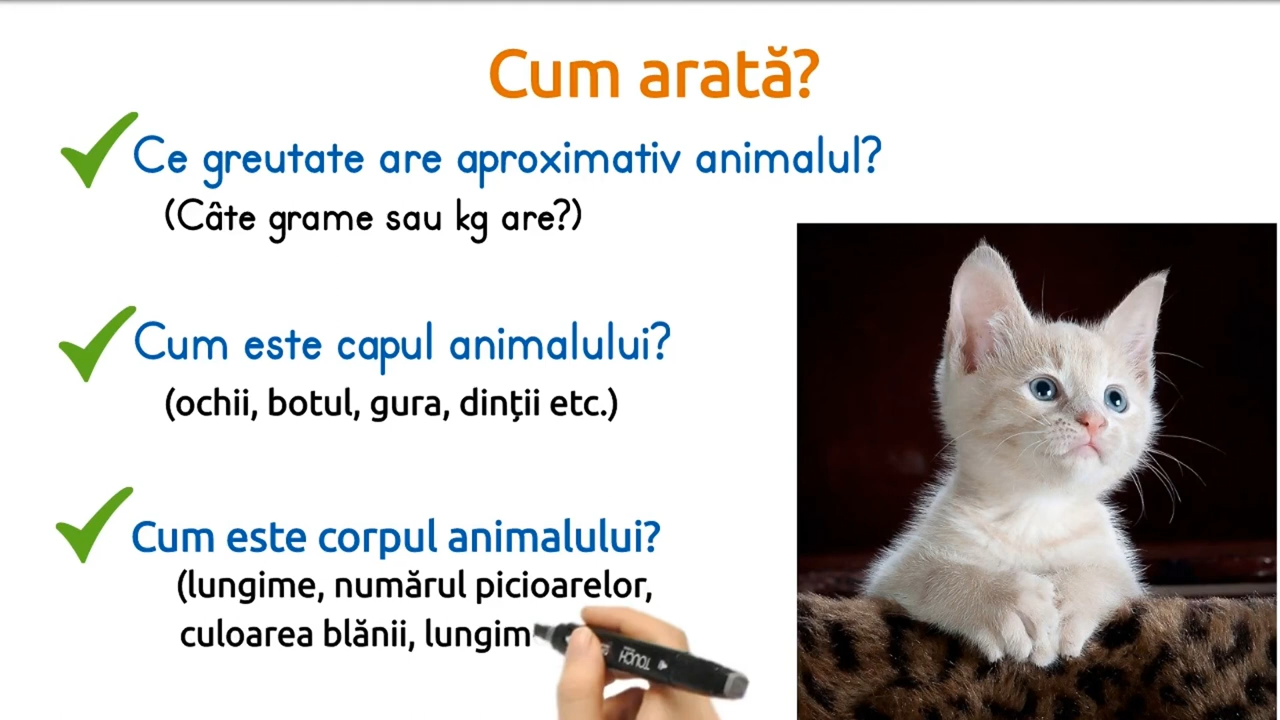 Cum arată?
Ce greutate are aproximativ animalul?
(Câte grame sau kg are?)
Cum este capul animalului?
(ochii, botul, gura, dinții etc.)
Cum este corpul animalului?
(lungime, numărul picioarelor,
culoarea blănii, lungim
TOUCH